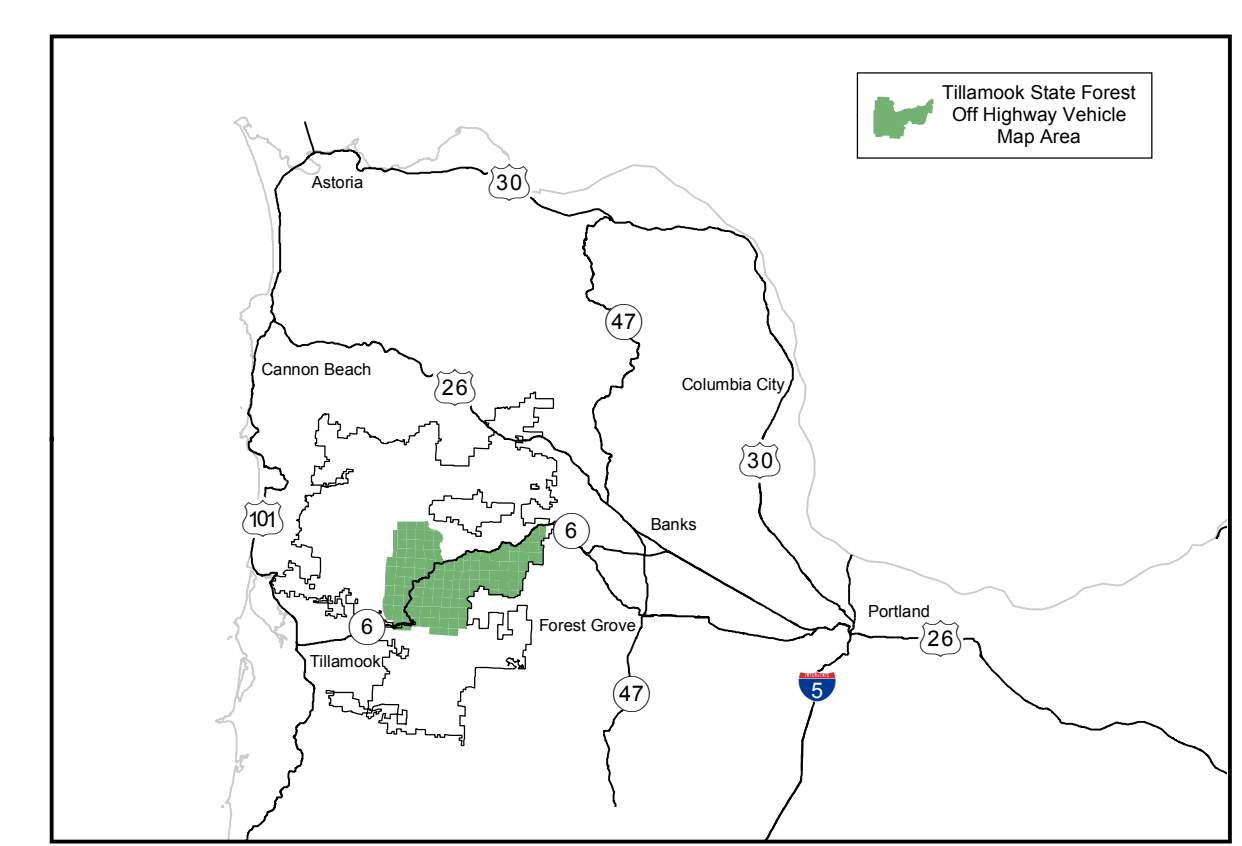 Tillamook State Forest
Off Highway Vehicle
Map Area
Astoria
30
47
Cannon Beach
26
Columbia City
30
101
6
Banks
Portland
6
Forest Grove
26
Tillamook
47
INTERSTATE
5